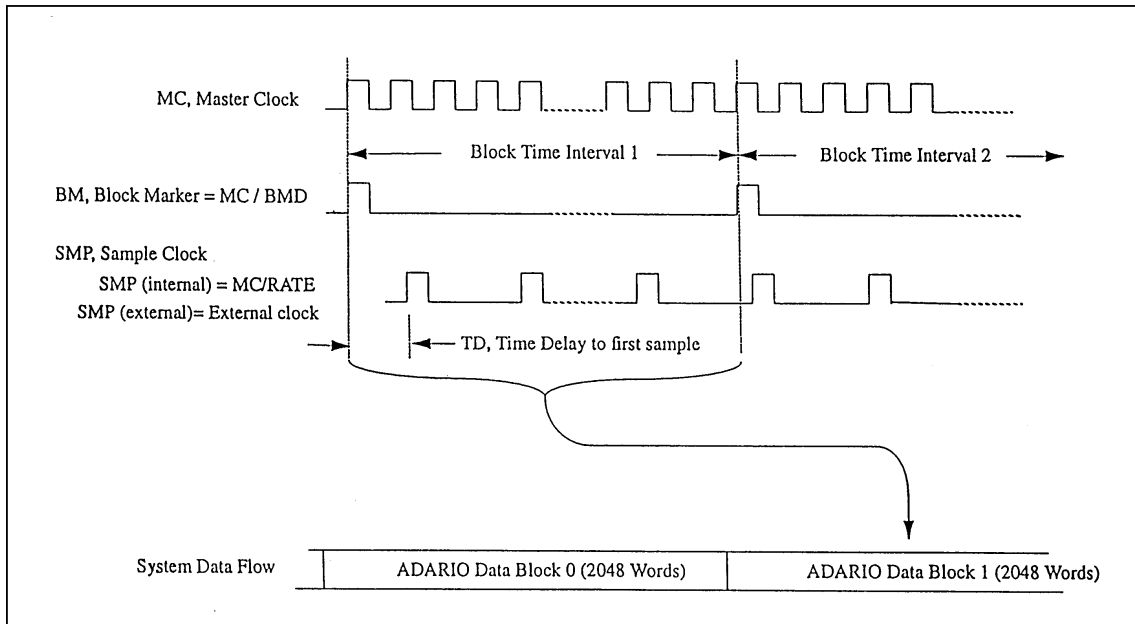 MC, Master Clock
Block Time Interval 1
Block Time Interval 2
BM, Block Marker = MC / BMD
SMP, Sample Clock
SMP (internal) = MC/RATE
SMP (external)= External clock
TD, Time Delay to first sample
System Data Flow
ADARIO Data Block 0 (2048 Words)
ADARIO Data Block 1 (2048 Words)